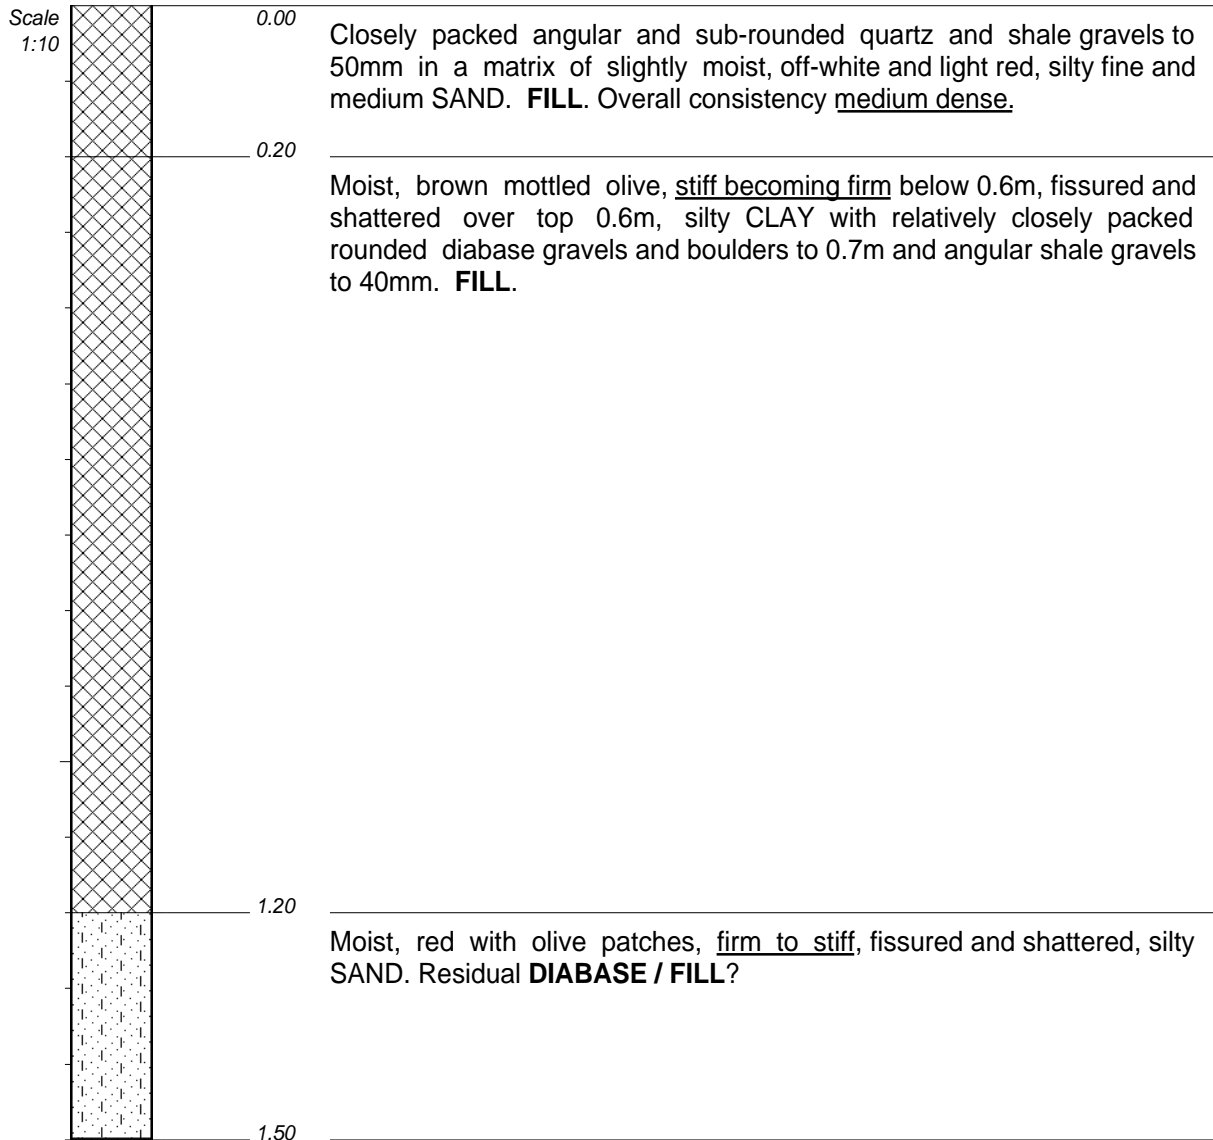 Scale
1:10
0.00
Closely packed angular and sub-rounded quartz and shale gravels to
50mm in a matrix of slightly moist, off-white and light red, silty fine and
medium SAND. FILL. Overall consistency medium dense.
0.20
Moist, brown mottled olive, stiff becoming firm below 0.6m, fissured and
shattered over top 0.6m, silty CLAY with relatively closely packed
rounded diabase gravels and boulders to 0.7m and angular shale gravels
to 40mm. FILL.
1.20
Moist, red with olive patches, firm to stiff, fissured and shattered, silty
SAND. Residual DIABASE / FILL?
1.50